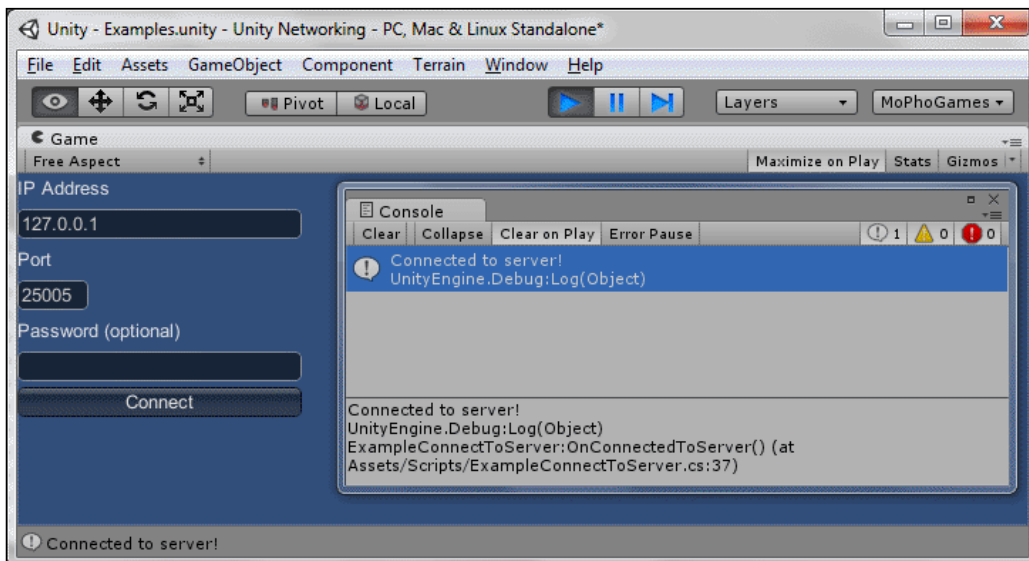 Unity - Examples.unity - Unity Networking - PC, Mac & Linux Standalone*
File Edit Assets GameObject Component Terrain Window Help
Pivot Local Layers MoPhoGames
Game
Free Aspect Maximize on Play Stats Gizmos
IP Address
127.0.0.1
Port
25005
Password (optional)
Connect
Console
Clear Collapse Clear on Play Error Pause 1 0 0
Connected to server!
UnityEngine.Debug:Log(Object)
Connected to server!
UnityEngine.Debug:Log(Object)
ExampleConnectToServer:OnConnectedToServer() (at
Assets/Scripts/ExampleConnectToServer.cs:37)
Connected to server!